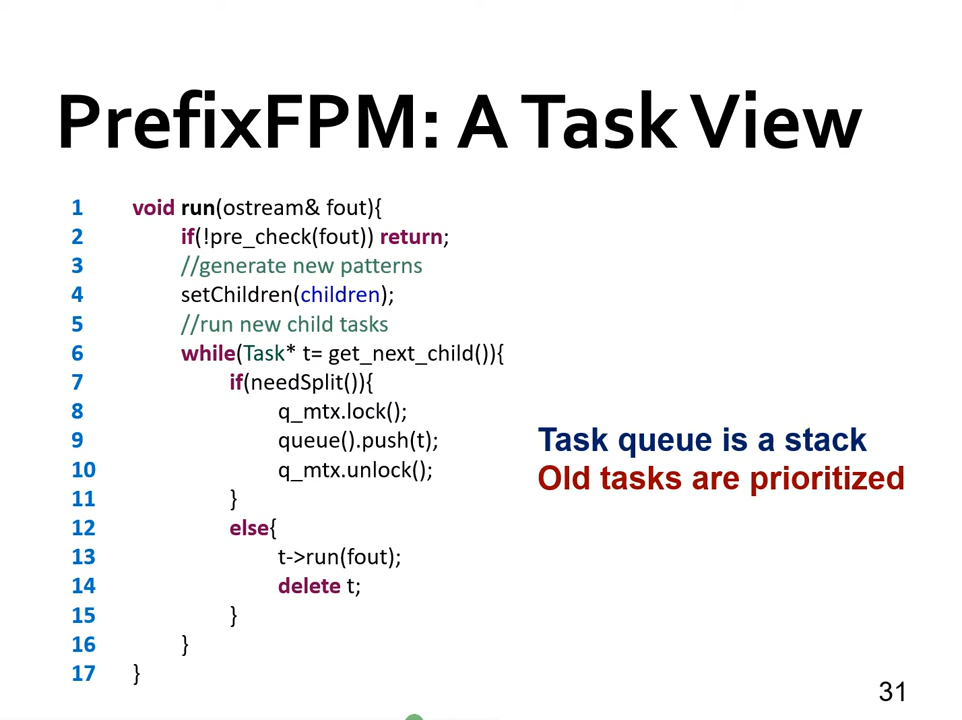 PrefixFPM: A Task View
1 void run(ostream& fout){
2 if(!pre_check(fout)) return;
3 //generate new patterns
4 setChildren(children);
5 //run new child tasks
6 while(Task* t= get_next_child()){
7 if(needSplit()){
8 q_mtx.lock();
9 queue().push(t);
10 q_mtx.unlock();
11 }
12 else{
13 t->run(fout);
14 delete t;
15 }
16 }
17 }
Task queue is a stack
Old tasks are prioritized
31